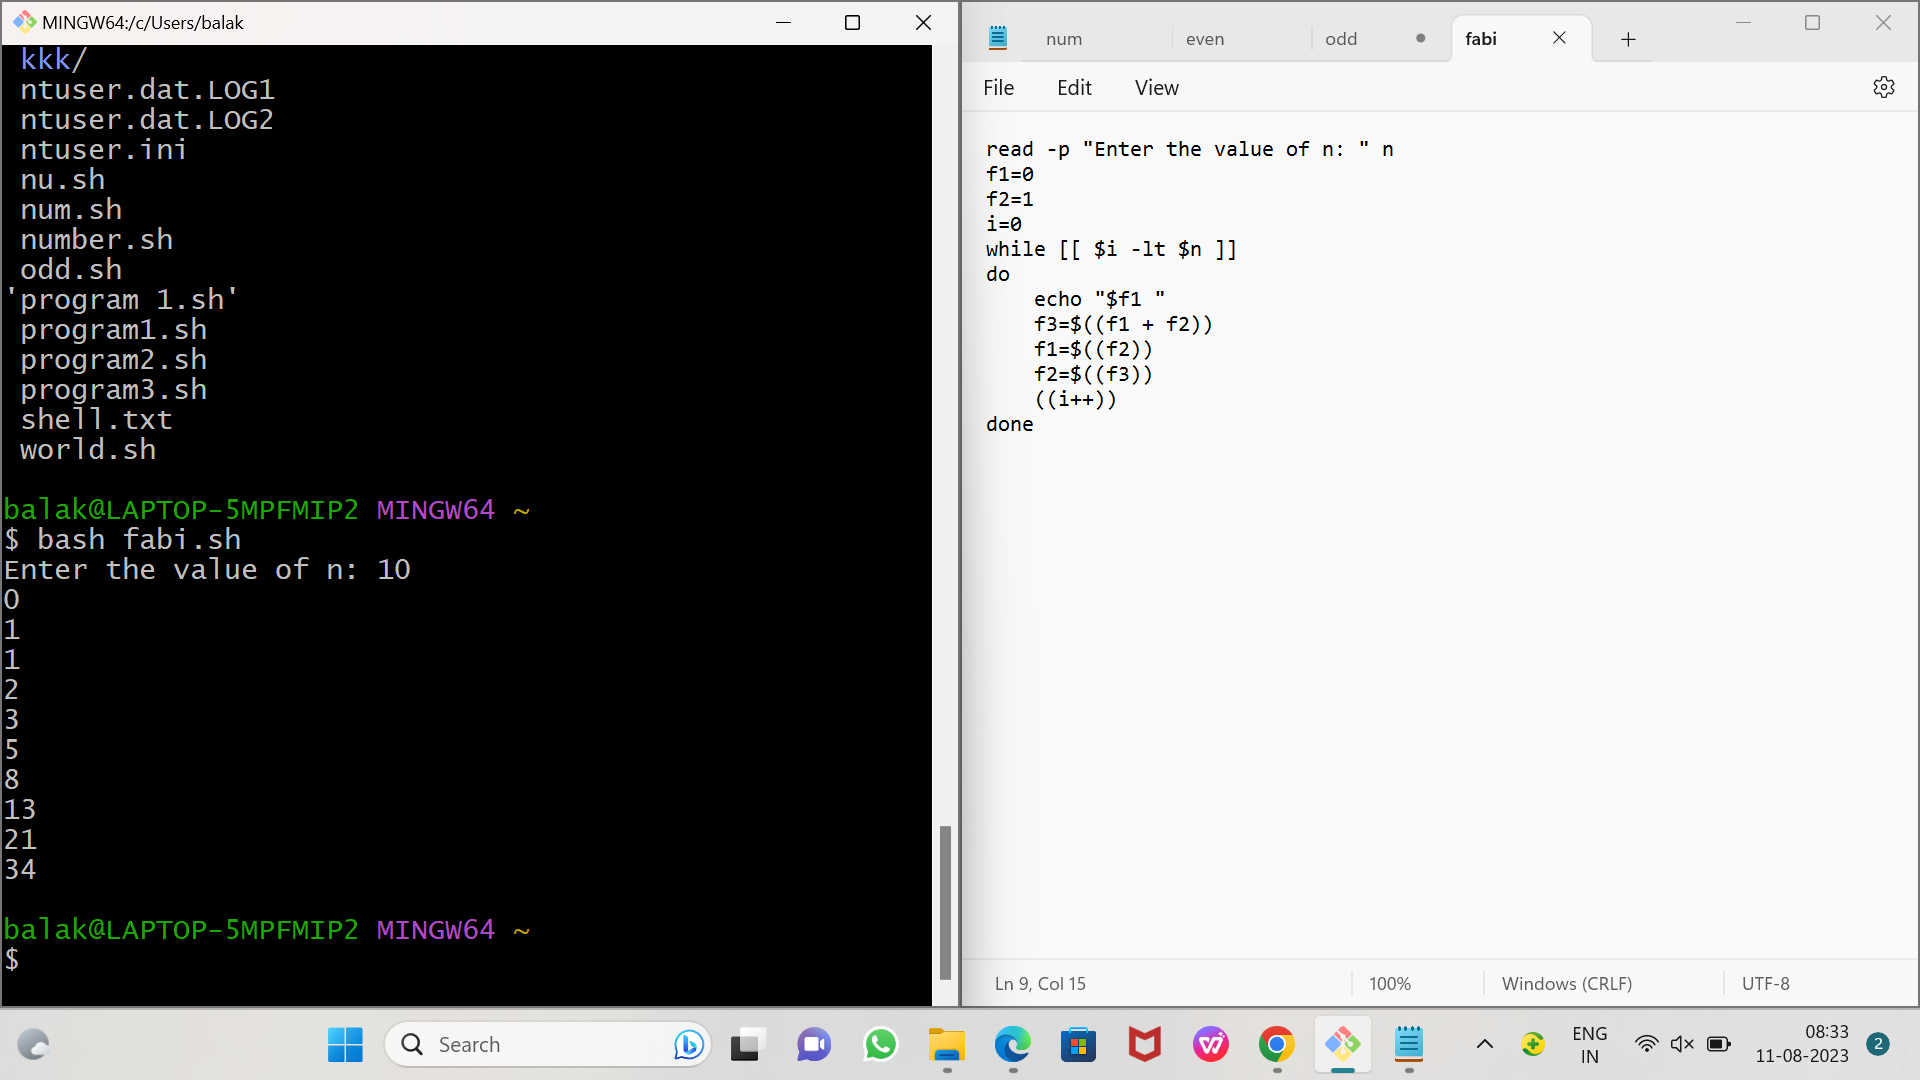 MINGW64:/c/Users/balak
kkk/
ntuser.dat.LOG1
ntuser.dat.LOG2
ntuser.ini
nu.sh
num.sh
number.sh
odd.sh
'program 1.sh'
program1.sh
program2.sh
program3.sh
shell.txt
world.sh
balak@LAPTOP-5MPFMIP2 MINGW64 ~
$ bash fabi.sh
Enter the value of n: 10
0
1
1
2
3
5
8
13
21
34
balak@LAPTOP-5MPFMIP2 MINGW64 ~
$
num even odd fabi
File Edit View
read -p "Enter the value of n: " n
f1=0
f2=1
i=0
while [[ $i -lt $n ]]
do
    echo "$f1 "
    f3=$((f1 + f2))
    f1=$((f2))
    f2=$((f3))
    ((i++))
done
Ln 9, Col 15 100% Windows (CRLF) UTF-8
Search
ENG
IN
08:33
11-08-2023
2